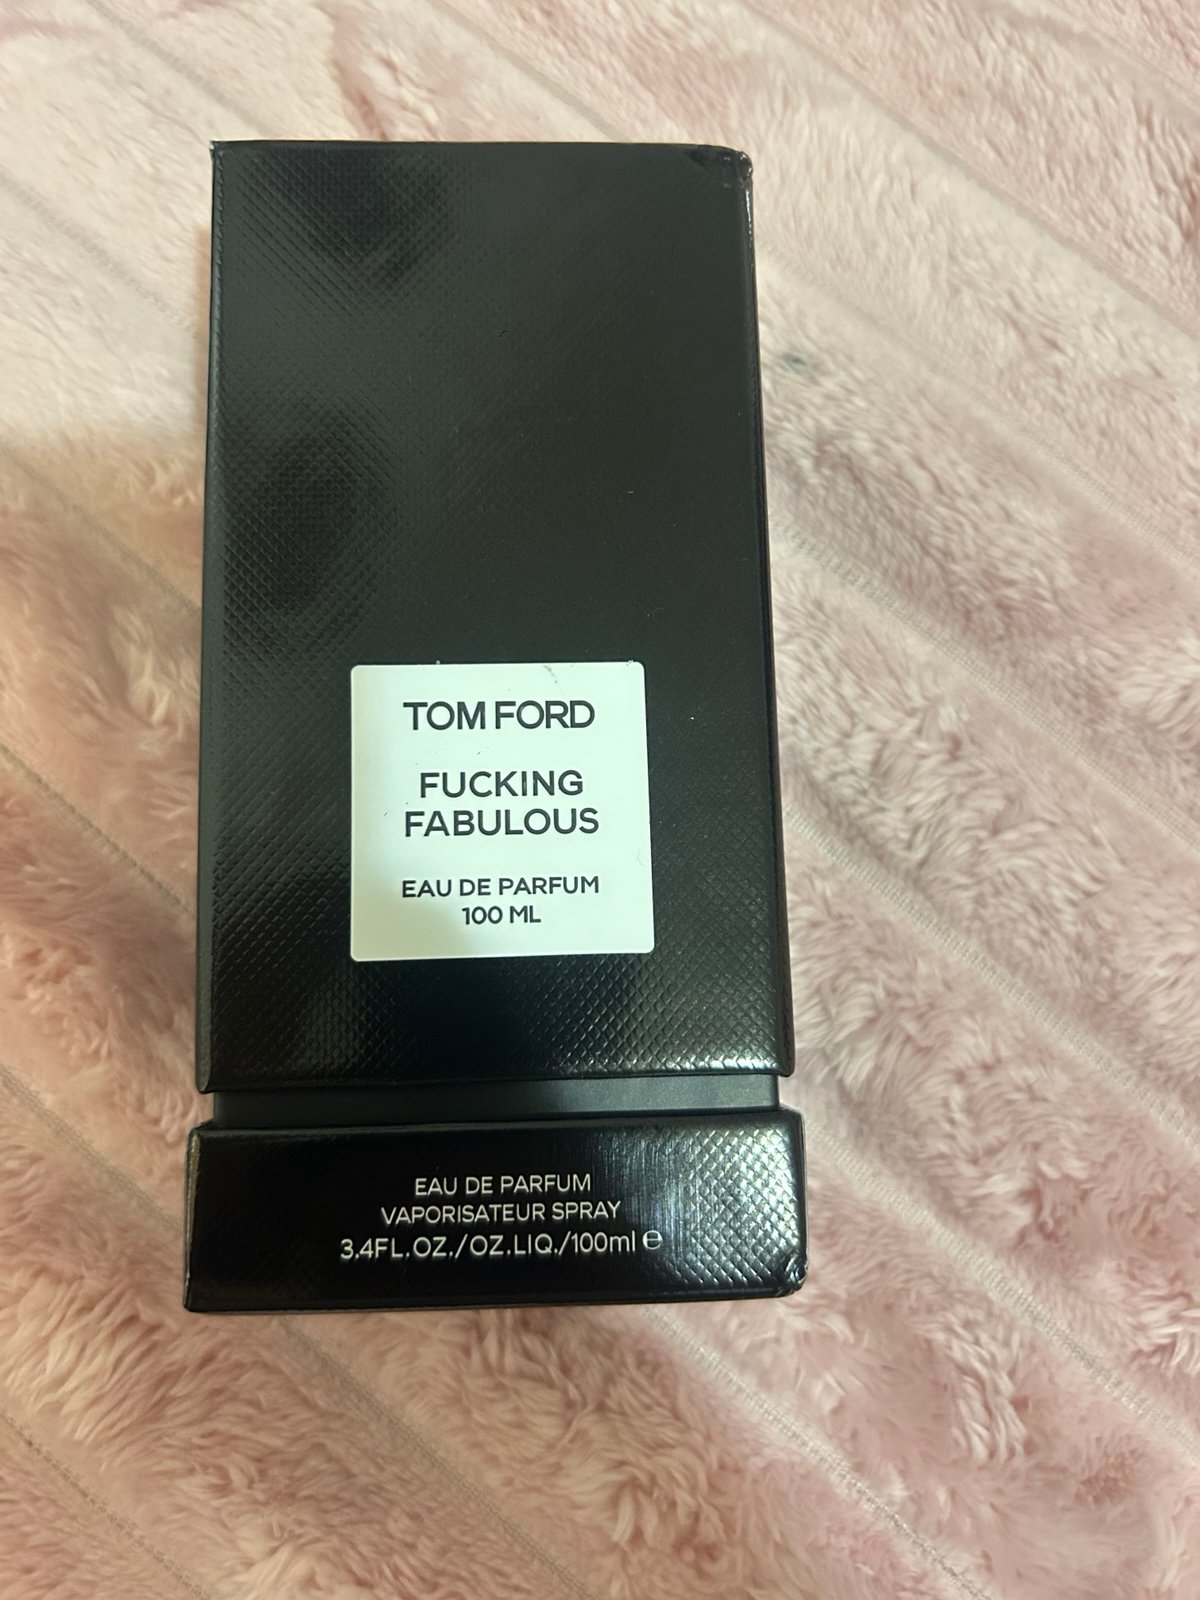 TOM FORD
FUCKING
FABULOUS
EAU DE PARFUM
100 ML
EAU DE PARFUM
VAPORISATEUR SPRAY
3.4FL.OZ./OZ.LIQ./100ml ℮